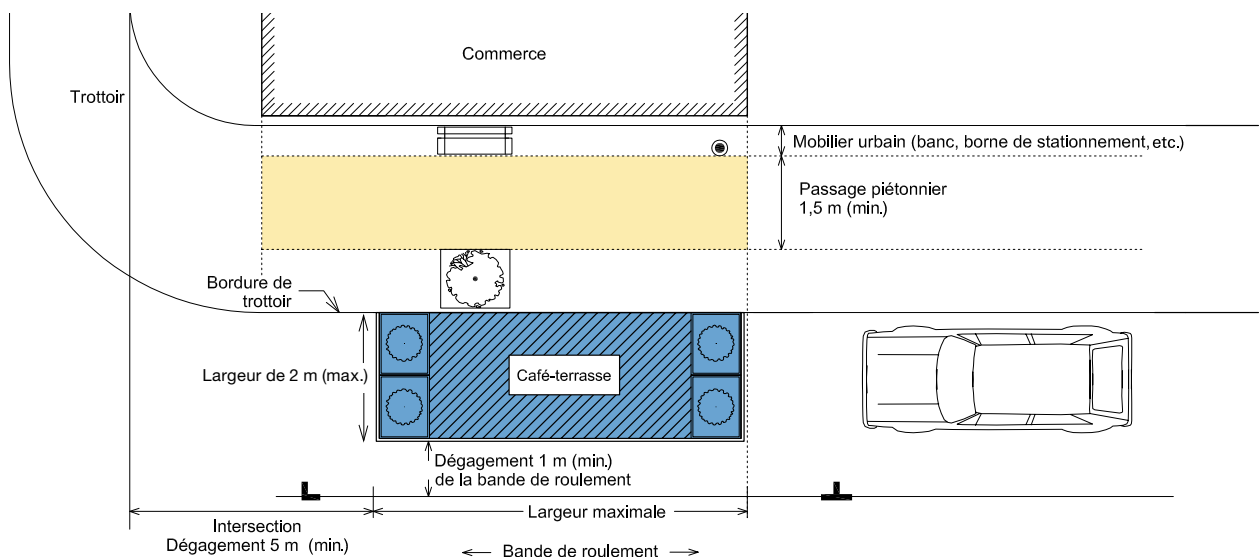 Commerce
Trottoir
Mobilier urbain (banc, borne de stationnement, etc.)
Passage piétonnier
1,5 m (min.)
Bordure de
trottoir
Largeur de 2 m (max.)
Café-terrasse
Dégagement 1 m (min.)
de la bande de roulement
Largeur maximale
Intersection
Dégagement 5 m (min.)
Bande de roulement